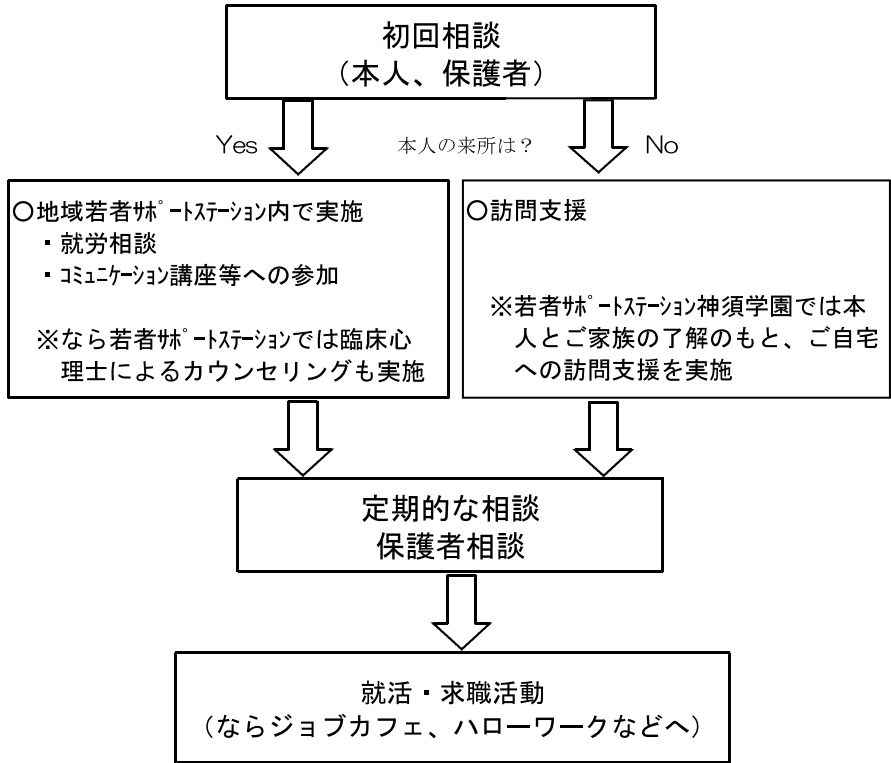 初回相談
（本人、保護者）
Yes
本人の来所は？
No
○地域若者ｻﾎﾟｰﾄｽﾃｰｼｮﾝ内で実施
・就労相談
・ｺﾐｭﾆｹｰｼｮﾝ講座等への参加
※なら若者ｻﾎﾟｰﾄｽﾃｰｼｮﾝでは臨床心
理士によるカウンセリングも実施
○訪問支援
※若者ｻﾎﾟｰﾄｽﾃｰｼｮﾝ神須学園では本
人とご家族の了解のもと、ご自宅
への訪問支援を実施
定期的な相談
保護者相談
就活・求職活動
（ならジョブカフェ、ハローワークなどへ）